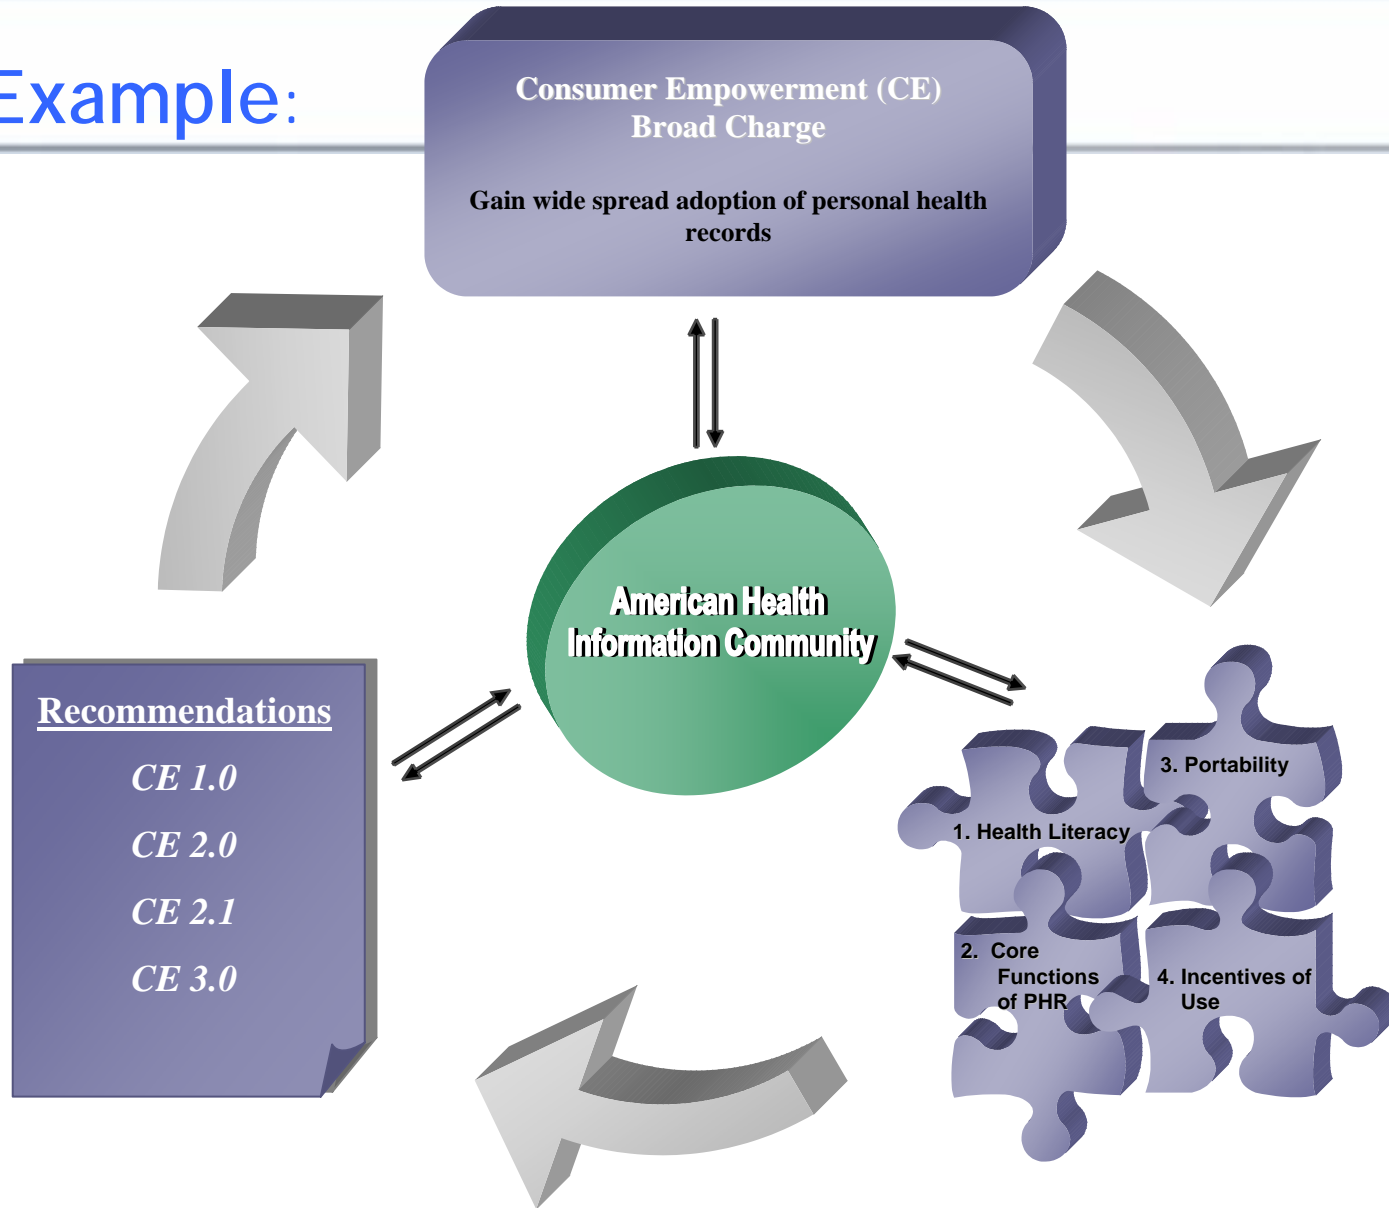 Example:
Consumer Empowerment (CE)
Broad Charge
Gain wide spread adoption of personal health
records
American Health
Information Community
Recommendations
CE 1.0
CE 2.0
CE 2.1
CE 3.0
3. Portability
1. Health Literacy
2. Core
Functions
of PHR
4. Incentives of
Use